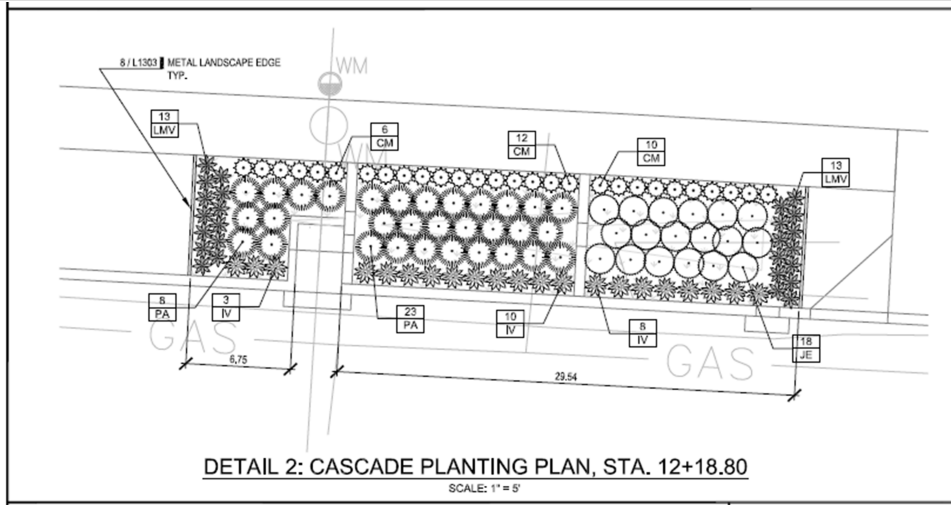 WM
8 / L1303 METAL LANDSCAPE EDGE
TYP.
13
LMV
6
CM
WM
12
CM
10
CM
13
LMV
8
PA
3
IV
23
PA
10
IV
8
IV
18
JE
GAS
GAS
6.75
29.54
DETAIL 2: CASCADE PLANTING PLAN, STA. 12+18.80
SCALE: 1" = 5'